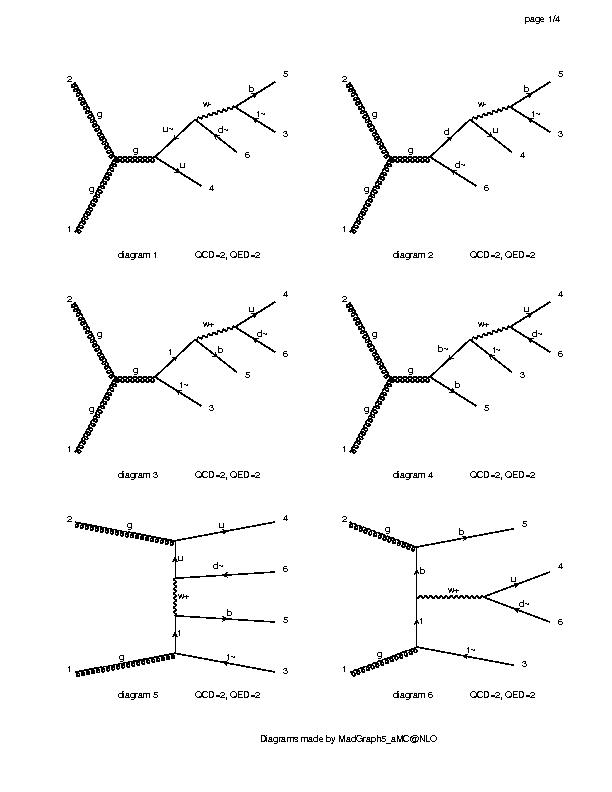 page 1/4
2
g
g
1
g
u~
w+
b
5
t~
3
d~
6
u
4
diagram 1 QCD=2, QED=2
2
g
g
1
g
d
w-
b
5
t~
3
u
4
d~
6
diagram 2 QCD=2, QED=2
2
g
g
1
g
t
w+
u
4
d~
6
b
5
t~
3
diagram 3 QCD=2, QED=2
2
g
g
1
g
b~
w+
u
4
d~
6
t~
3
b
5
diagram 4 QCD=2, QED=2
2
g
u
4
u
d~
6
w+
b
5
t
1
g
t~
3
diagram 5 QCD=2, QED=2
2
g
b
5
b
w+
u
4
d~
6
t
1
g
t~
3
diagram 6 QCD=2, QED=2
Diagrams made by MadGraph5_aMC@NLO